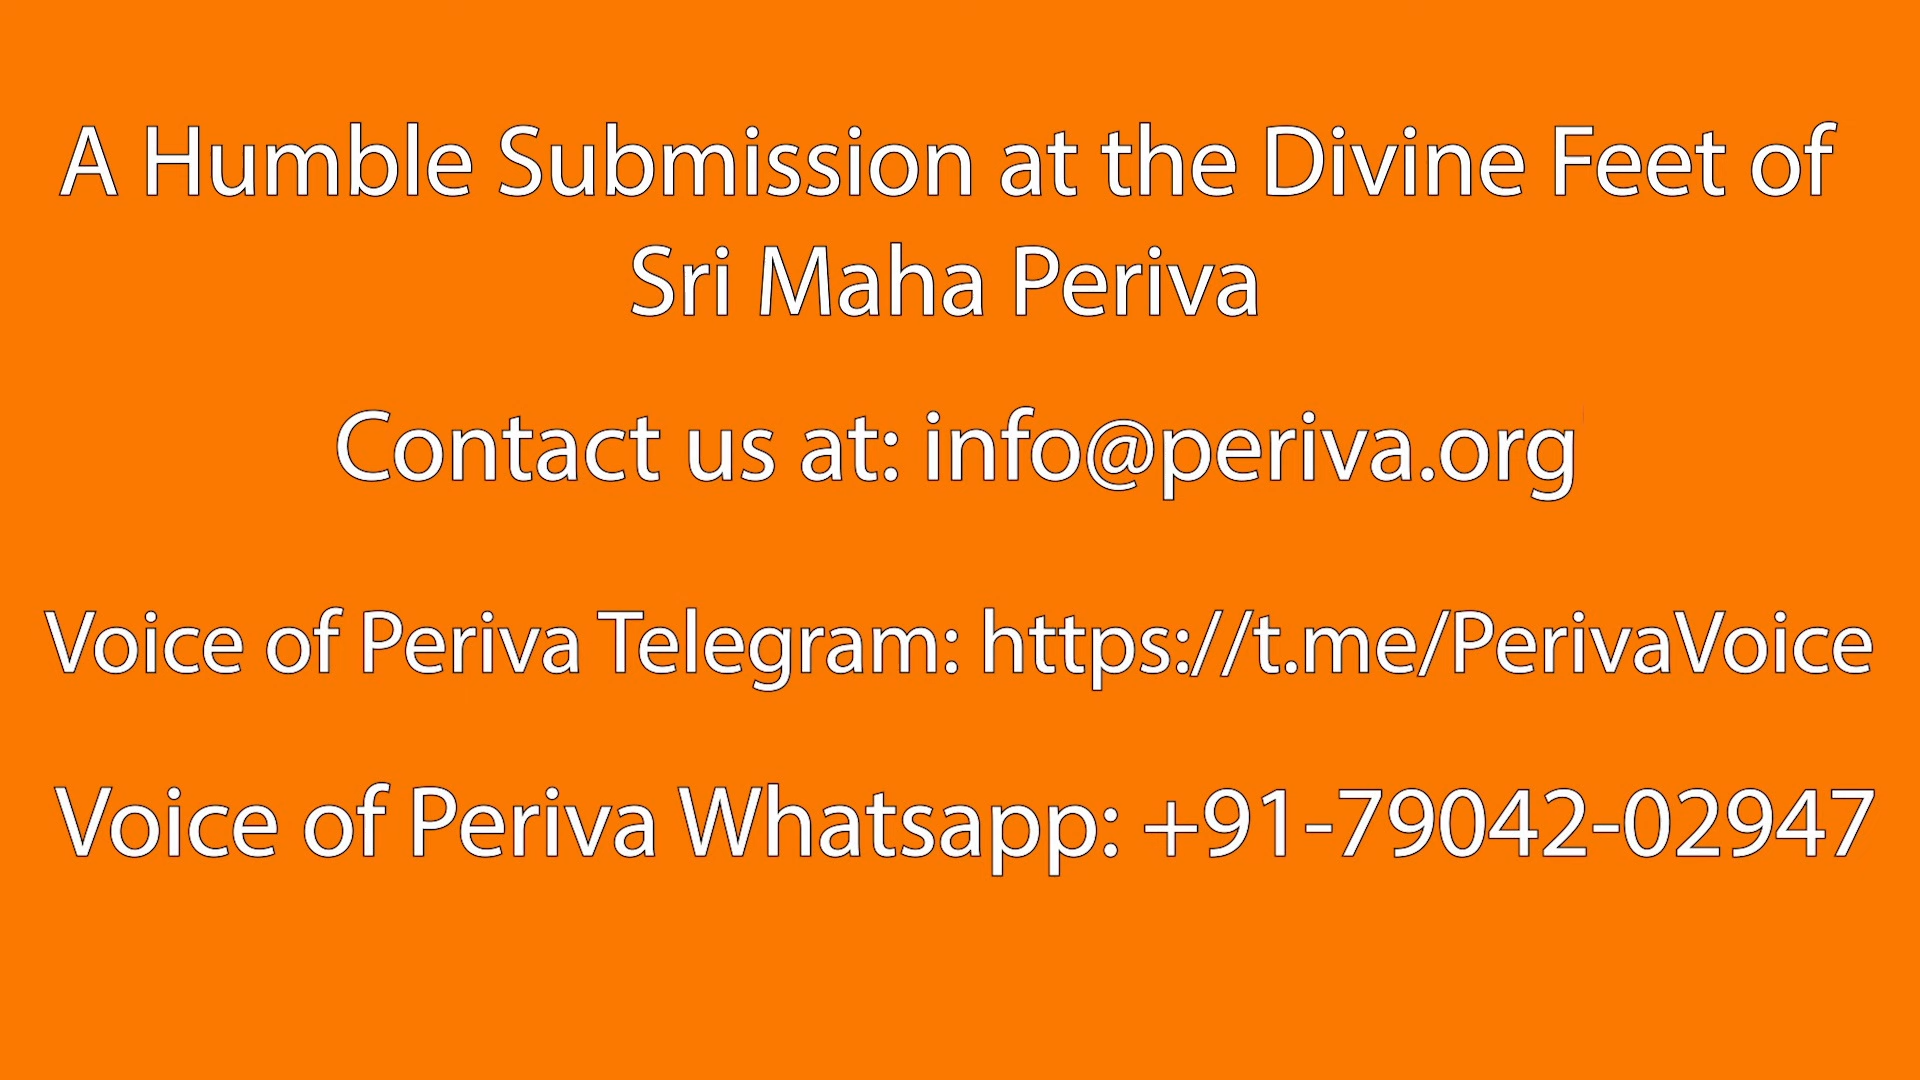 A Humble Submission at the Divine Feet of
Sri Maha Periva
Contact us at: info@periva.org
Voice of Periva Telegram: https://t.me/PerivaVoice
Voice of Periva Whatsapp: +91-79042-02947